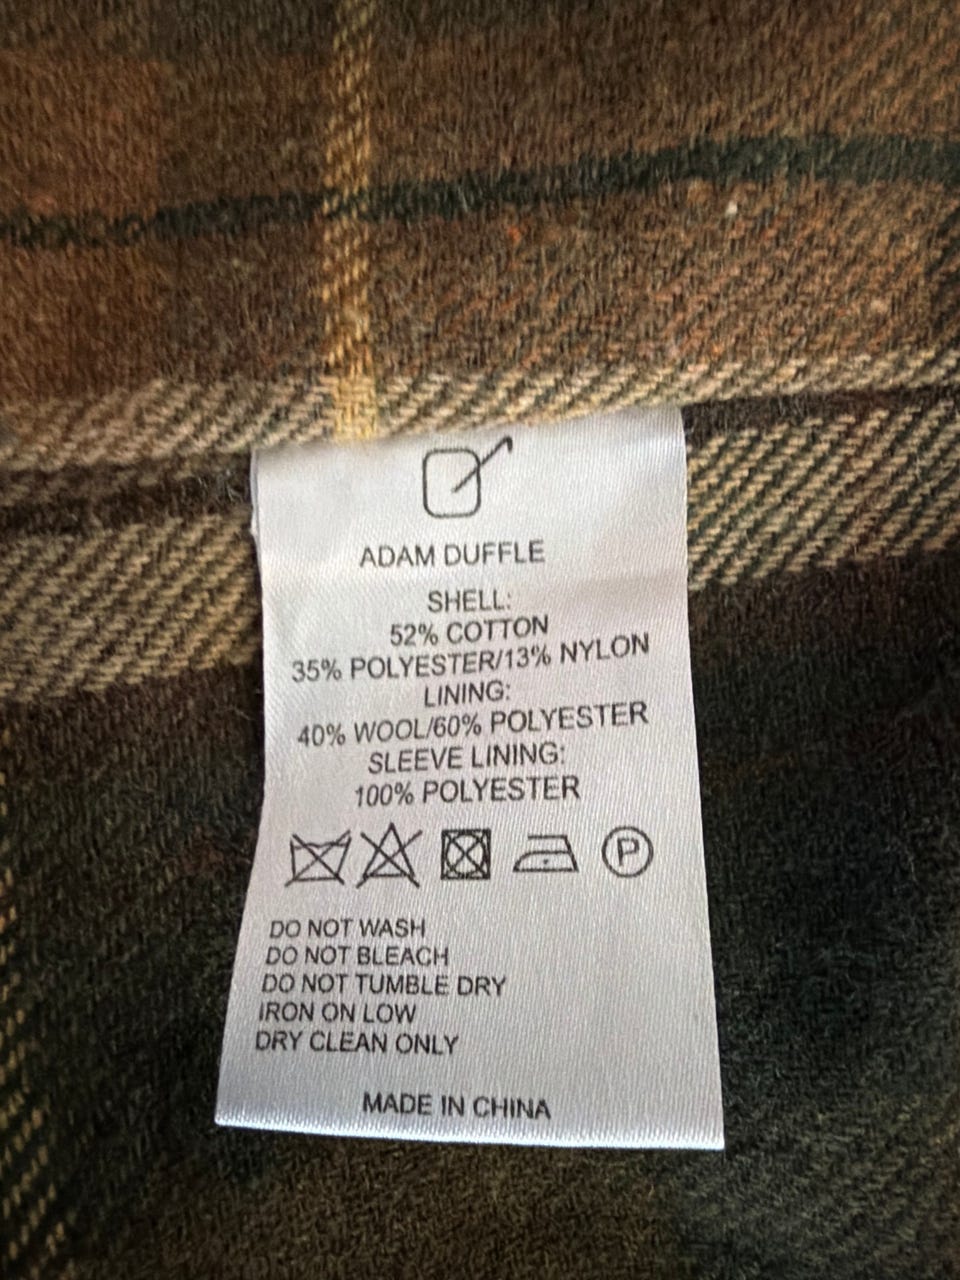 ADAM DUFFLE
SHELL:
52% COTTON
35% POLYESTER/13% NYLON
LINING:
40% WOOL/60% POLYESTER
SLEEVE LINING:
100% POLYESTER
P
DO NOT WASH
DO NOT BLEACH
DO NOT TUMBLE DRY
IRON ON LOW
DRY CLEAN ONLY
MADE IN CHINA